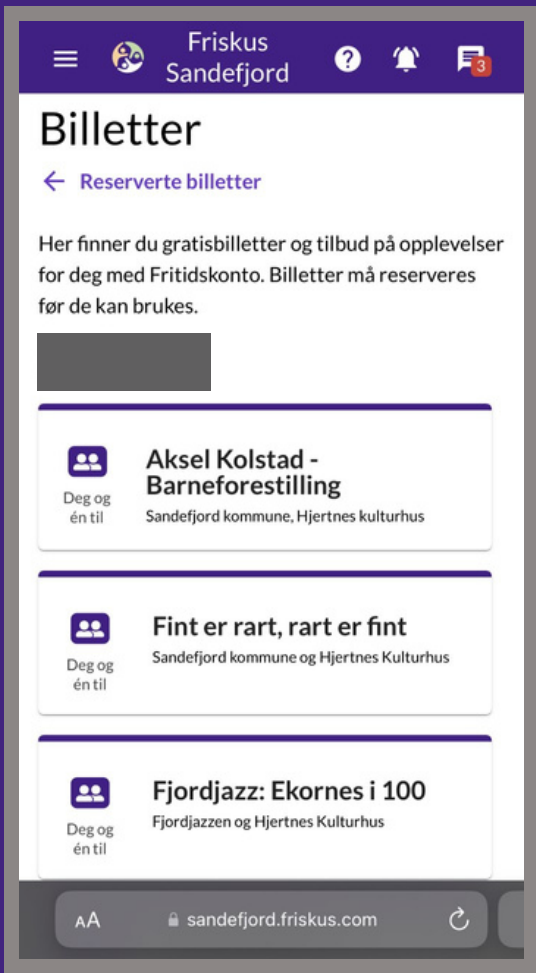 Friskus
Sandefjord
3
Billetter
Reserverte billetter
Her finner du gratisbilletter og tilbud på opplevelser
for deg med Fritidskonto. Billetter må reserveres
før de kan brukes.
Aksel Kolstad -
Barneforestilling
Deg og
én til
Sandefjord kommune, Hjertnes kulturhus
Fint er rart, rart er fint
Deg og
én til
Sandefjord kommune og Hjertnes Kulturhus
Fjordjazz: Ekornes i 100
Deg og
én til
Fjordjazzen og Hjertnes Kulturhus
AA
sandefjord.friskus.com